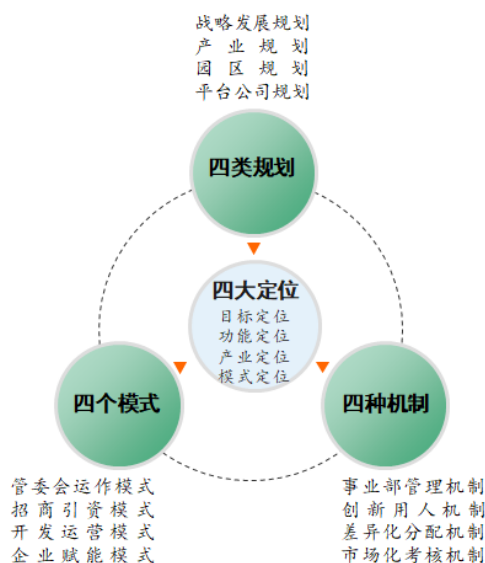 战略发展规划
产业规划
园区规划
平台公司规划
四类规划
四大定位
目标定位
功能定位
产业定位
模式定位
四个模式
四种机制
管委会运作模式
招商引资模式
开发运营模式
企业赋能模式
事业部管理机制
创新用人机制
差异化分配机制
市场化考核机制